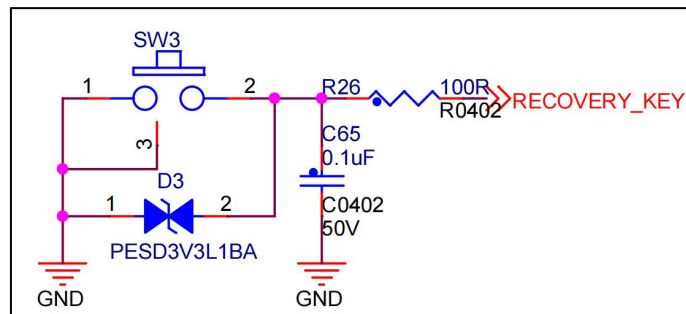 SW3
1
2
R26
100R
R0402
RECOVERY_KEY
3
C65
0.1uF
D3
1
2
C0402
50V
PESD3V3L1BA
GND
GND